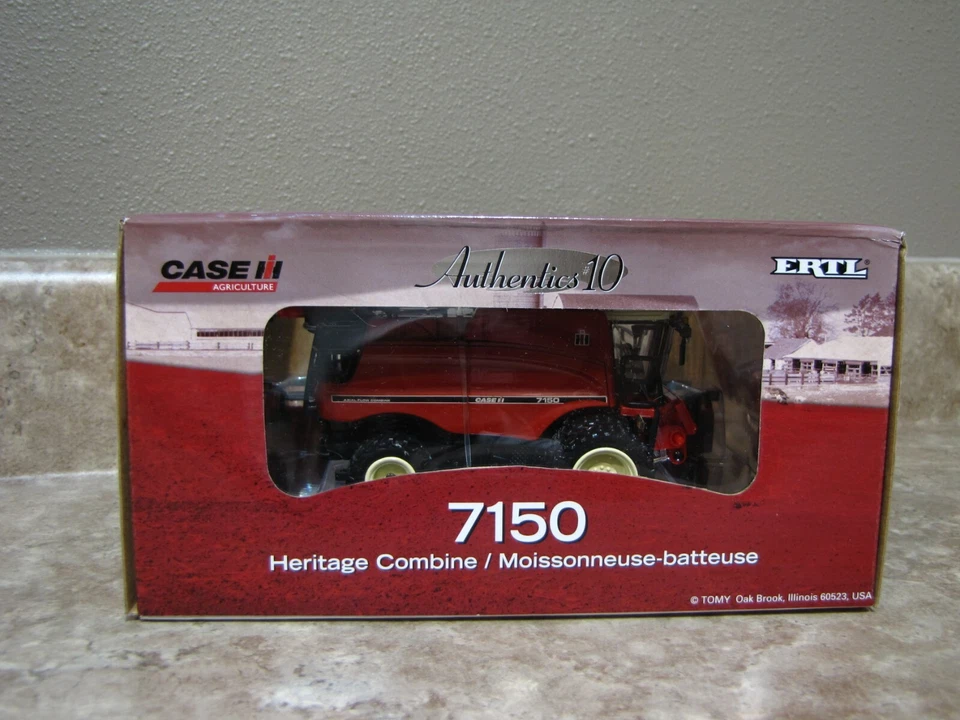 CASE IH
AGRICULTURE
Authentics #10
ERTL®
CASE IH 7150
7150
Heritage Combine / Moissonneuse-batteuse
© TOMY Oak Brook, Illinois 60523, USA